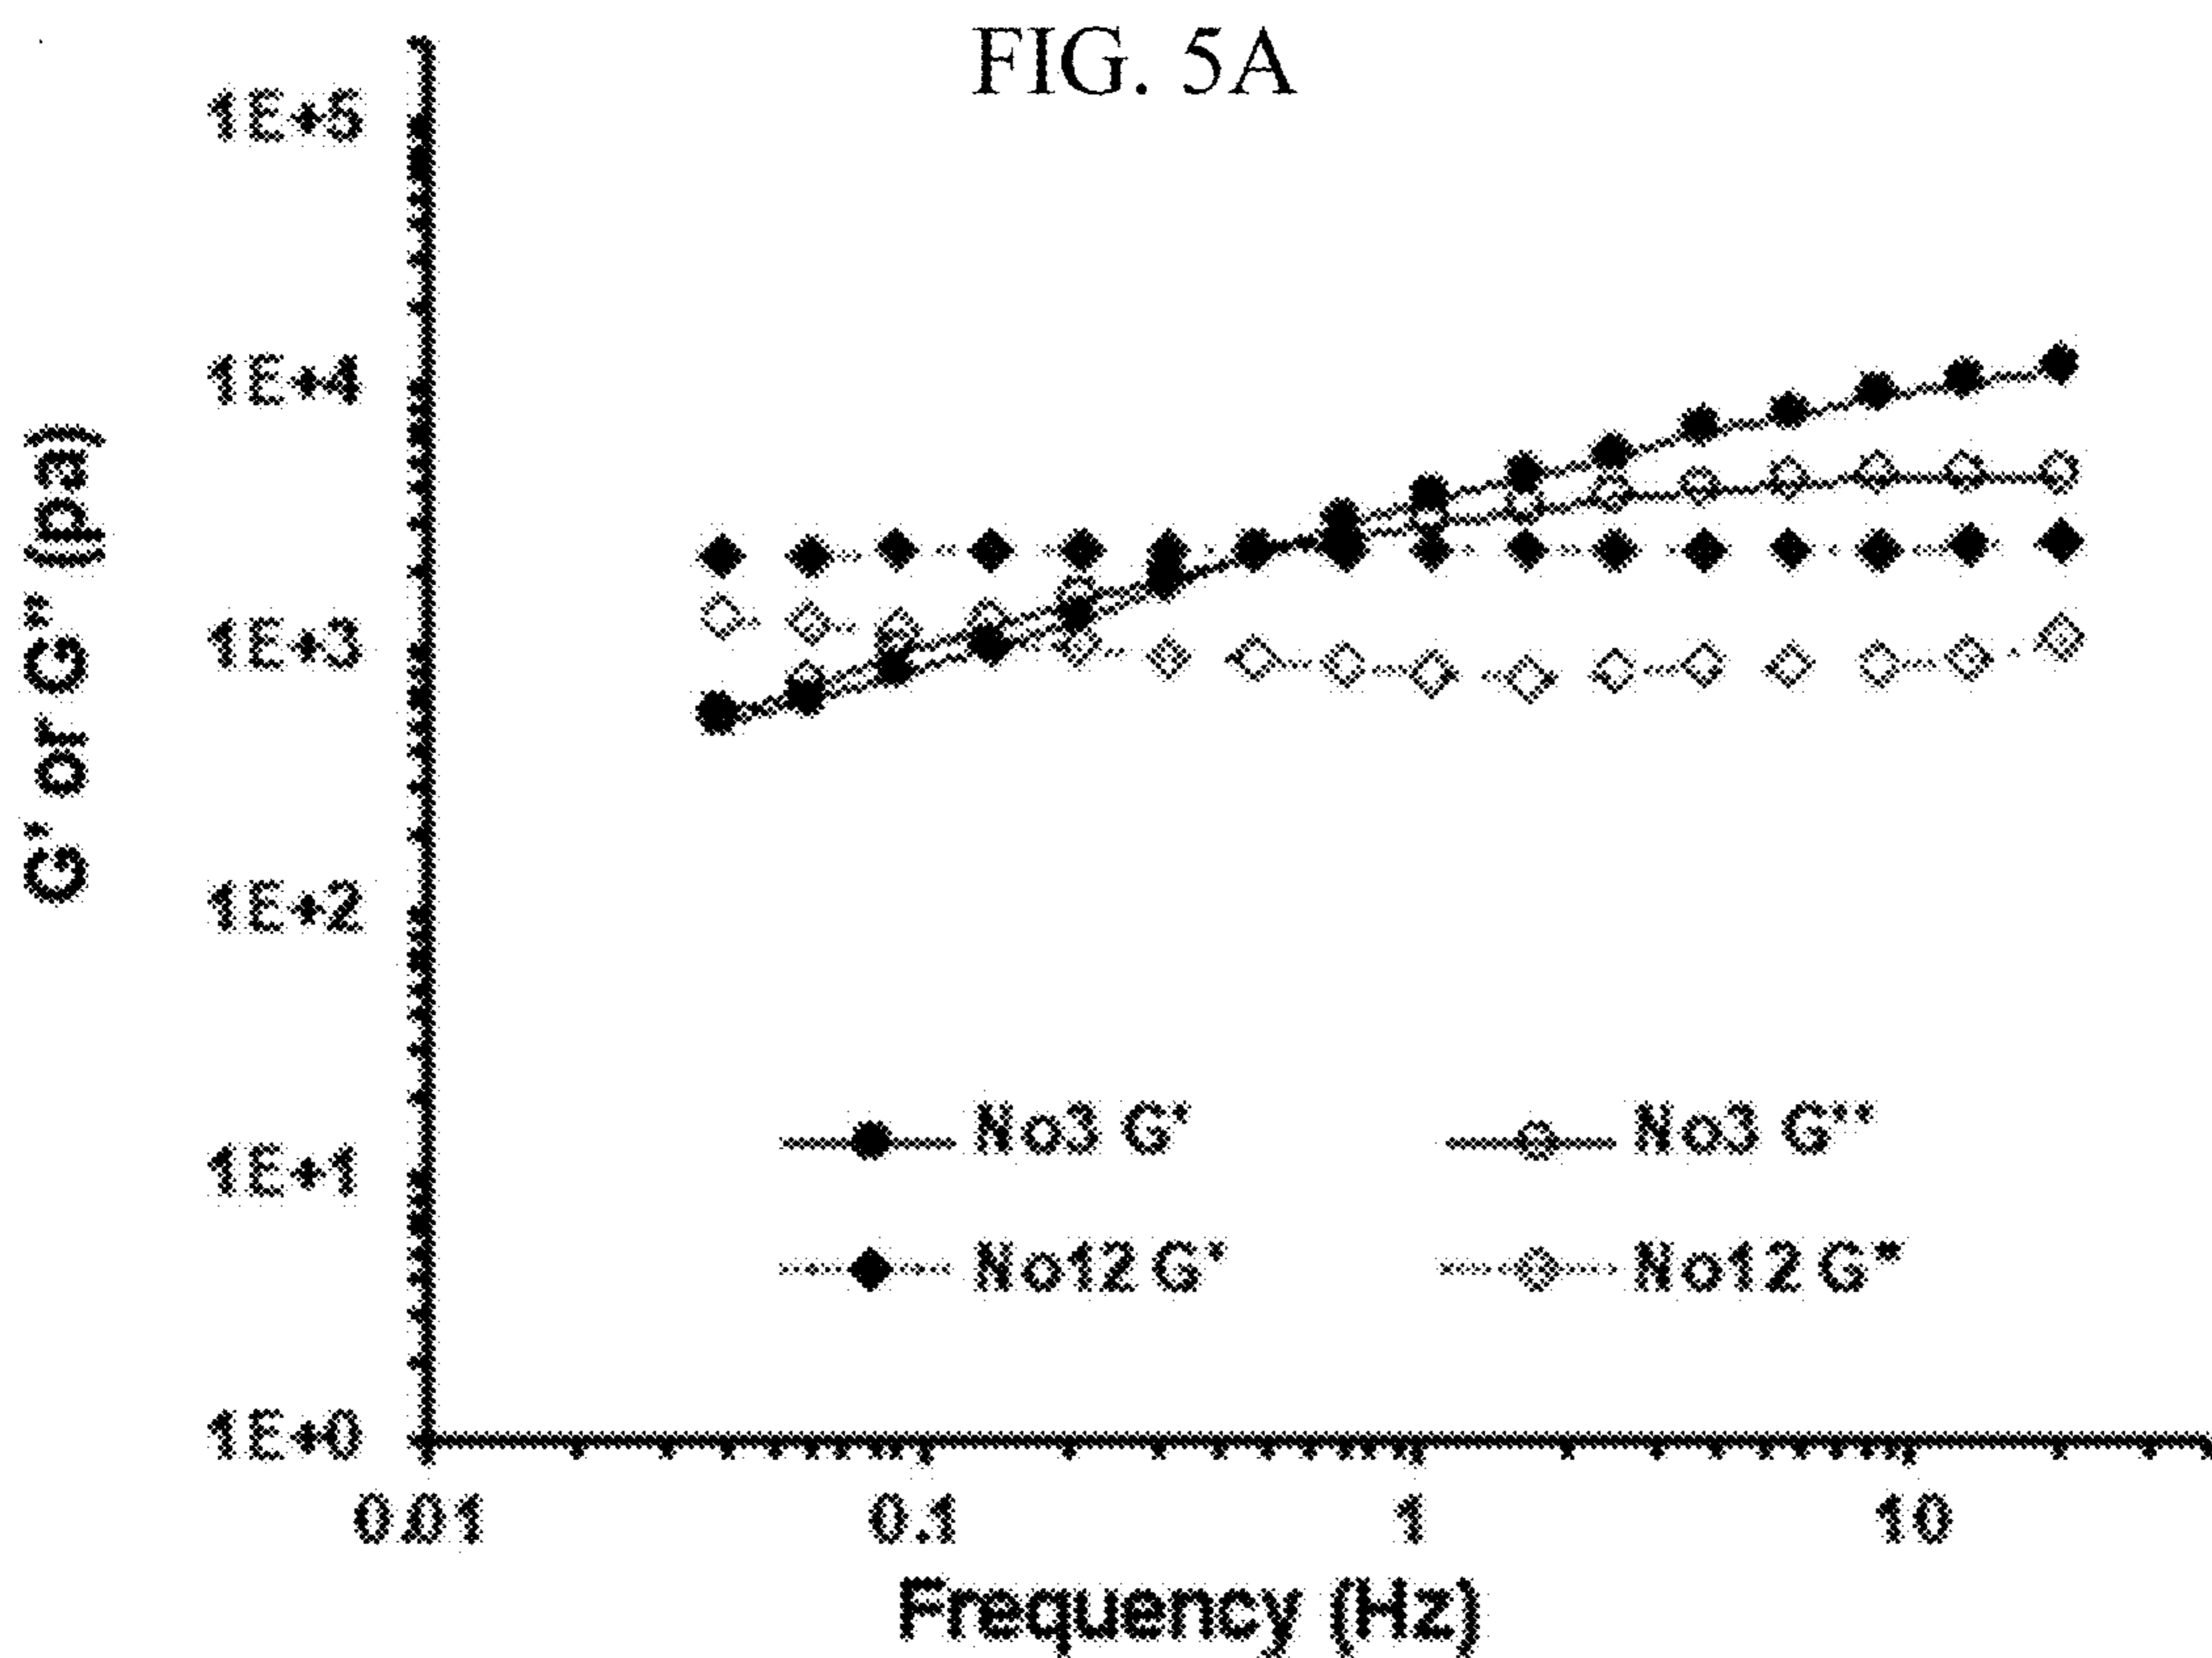 FIG. 5A
1E+5
1E+4
1E+3
1E+2
1E+1
1E+0
G' or G" (pa)
No3 G'
No3 G''
No12 G'
No12 G"
0.01
0.1
1
10
Frequency (Hz)